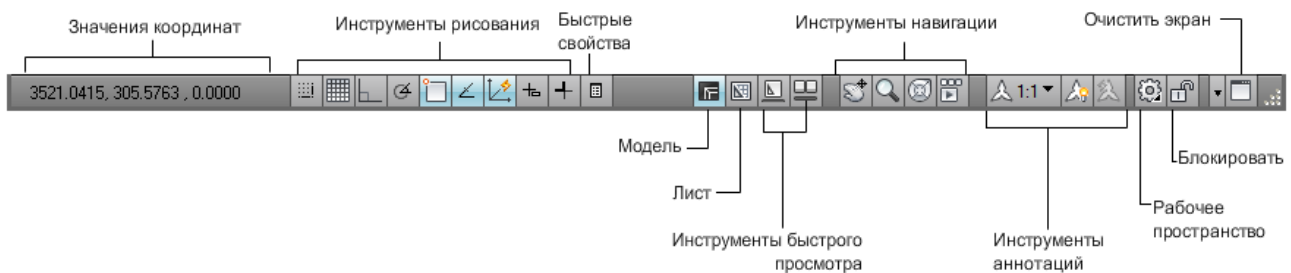 Значения координат
Инструменты рисования
Быстрые
свойства
Инструменты навигации
Очистить экран
3521.0415, 305.5763 , 0.0000
1:1
Модель
Лист
Инструменты быстрого
просмотра
Инструменты
аннотаций
Рабочее
пространство
Блокировать